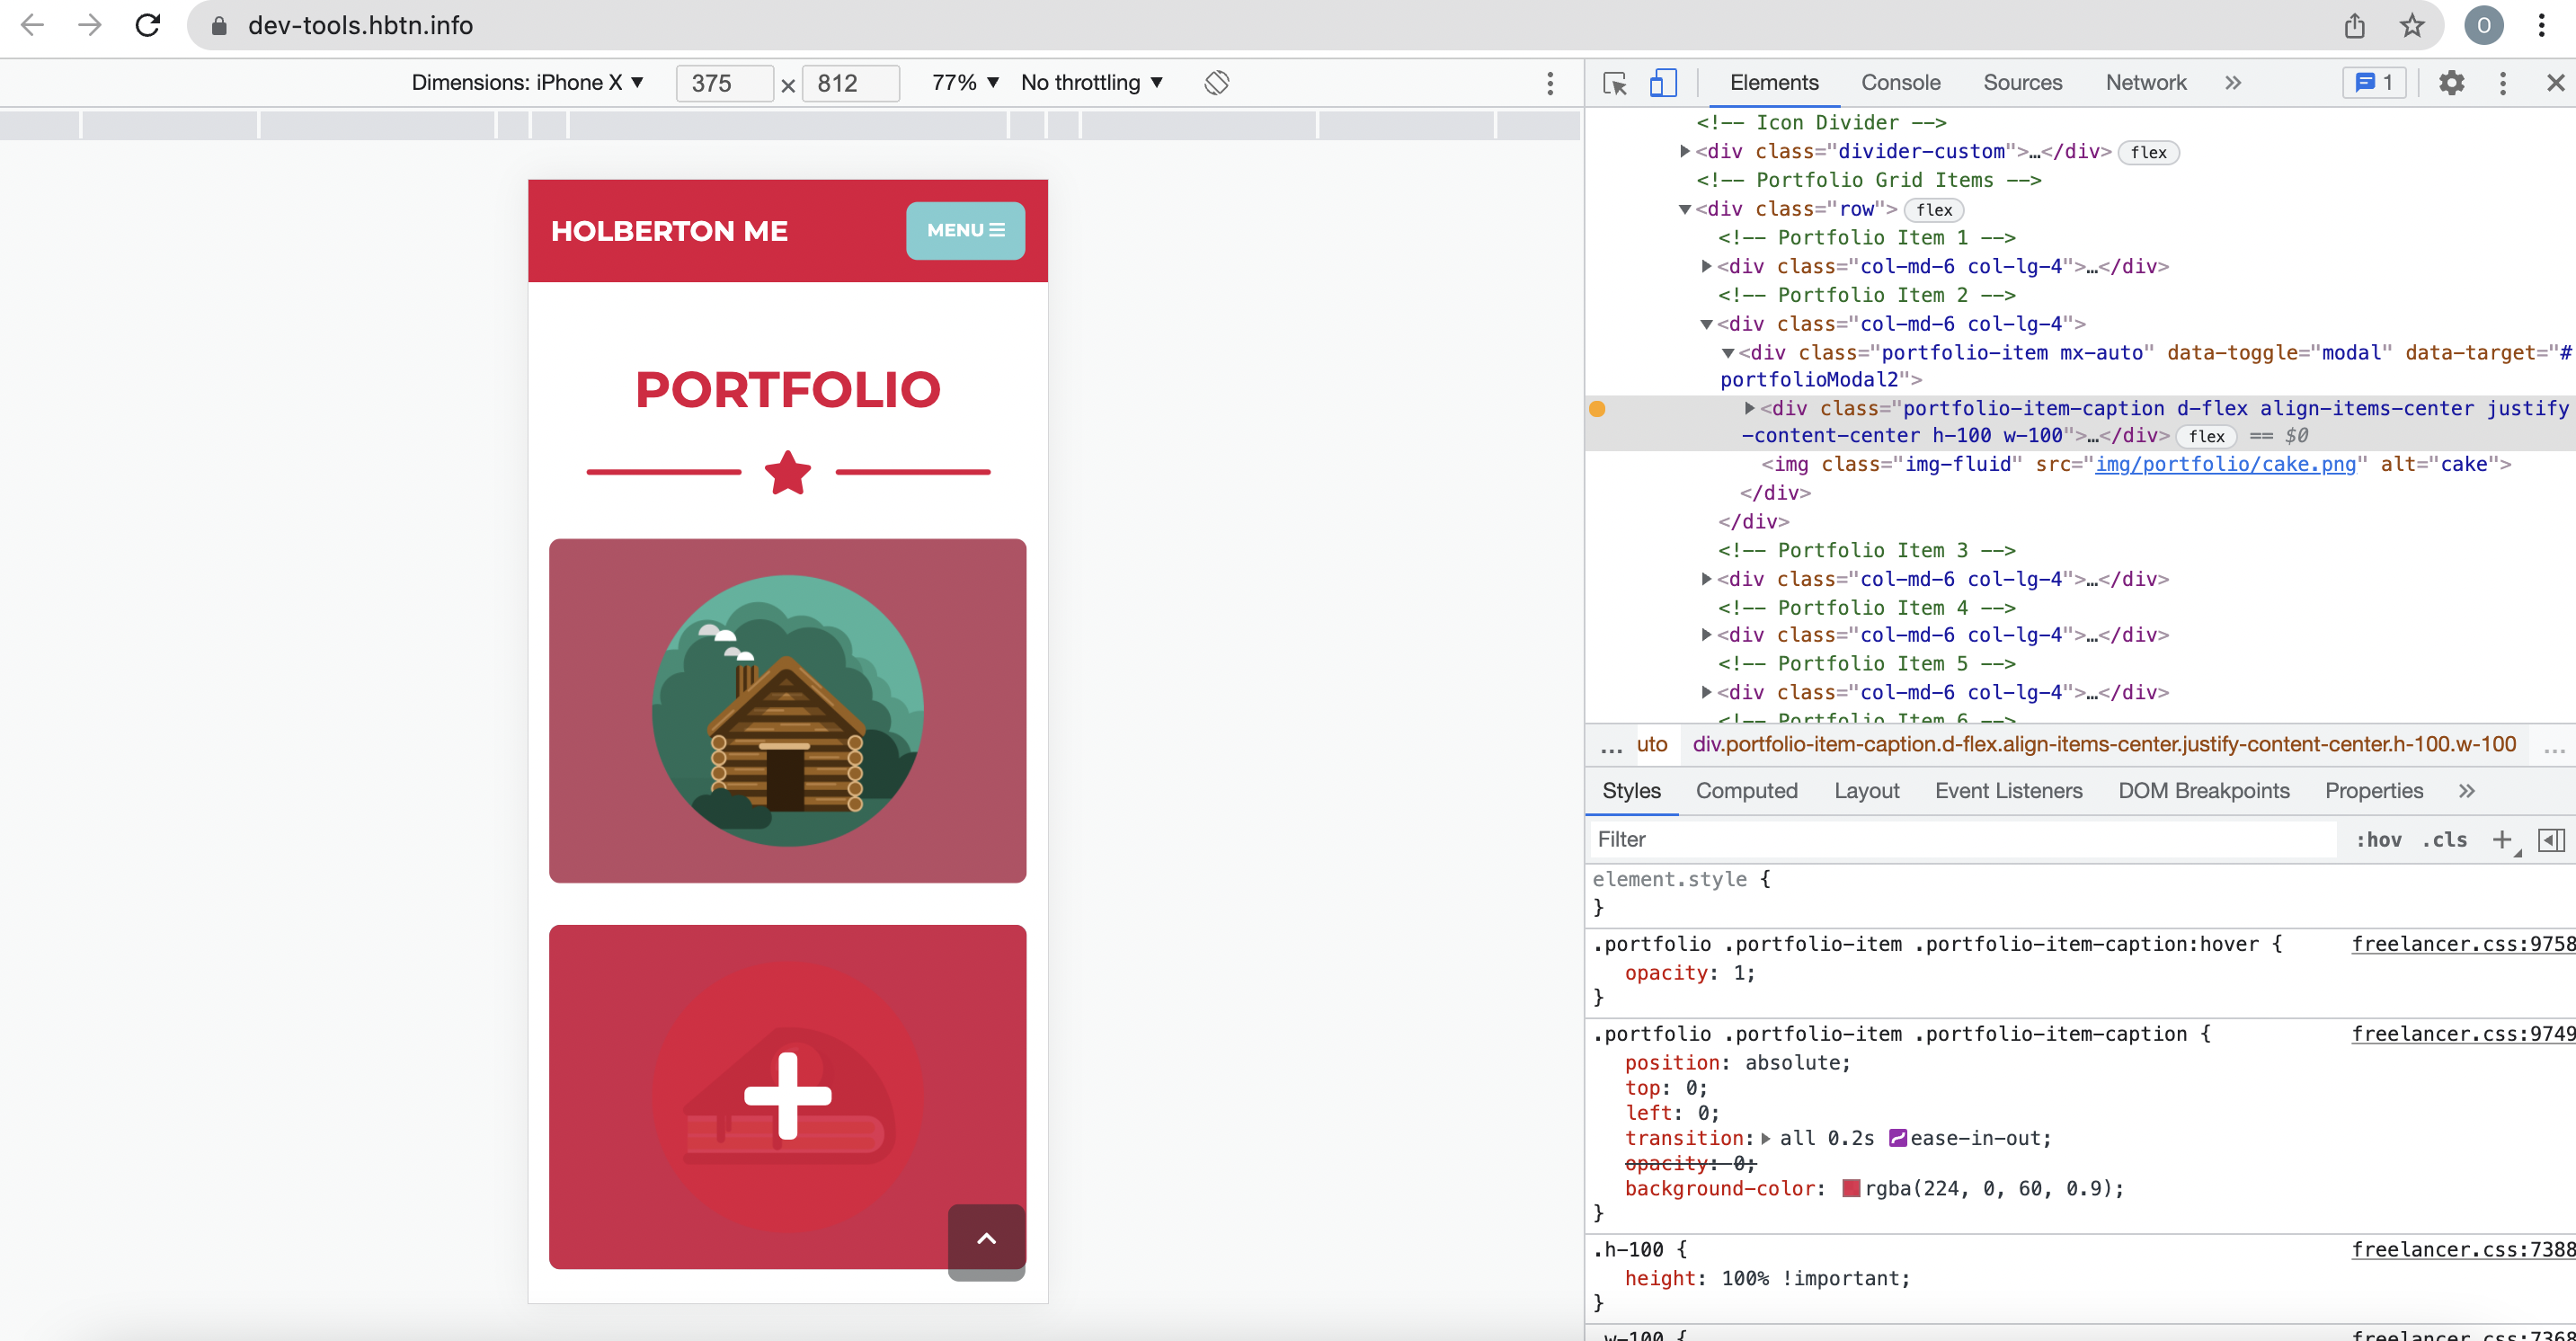 dev-tools.hbtn.info
O
Dimensions: iPhone X ▼ 375 × 812 77% ▼ No throttling ▼
Elements Console Sources Network » 1
HOLBERTON ME
MENU
PORTFOLIO
<!-- Icon Divider -->
<div class="divider-custom">…</div> flex
<!-- Portfolio Grid Items -->
<div class="row"> flex
<!-- Portfolio Item 1 -->
<div class="col-md-6 col-lg-4">…</div>
<!-- Portfolio Item 2 -->
<div class="col-md-6 col-lg-4">
<div class="portfolio-item mx-auto" data-toggle="modal" data-target="#
portfolioModal2">
<div class="portfolio-item-caption d-flex align-items-center justify
-content-center h-100 w-100">…</div> flex == $0
<img class="img-fluid" src="img/portfolio/cake.png" alt="cake">
</div>
</div>
<!-- Portfolio Item 3 -->
<div class="col-md-6 col-lg-4">…</div>
<!-- Portfolio Item 4 -->
<div class="col-md-6 col-lg-4">…</div>
<!-- Portfolio Item 5 -->
<div class="col-md-6 col-lg-4">…</div>
<!-- Portfolio Item 6 -->
… uto div.portfolio-item-caption.d-flex.align-items-center.justify-content-center.h-100.w-100 …
Styles Computed Layout Event Listeners DOM Breakpoints Properties »
Filter :hov .cls +
element.style {
}
.portfolio .portfolio-item .portfolio-item-caption:hover { freelancer.css:9758
opacity: 1;
}
.portfolio .portfolio-item .portfolio-item-caption { freelancer.css:9749
position: absolute;
top: 0;
left: 0;
transition: all 0.2s ease-in-out;
opacity: 0;
background-color: rgba(224, 0, 60, 0.9);
}
.h-100 { freelancer.css:7388
height: 100% !important;
}
.w-100 { freelancer.css:7368